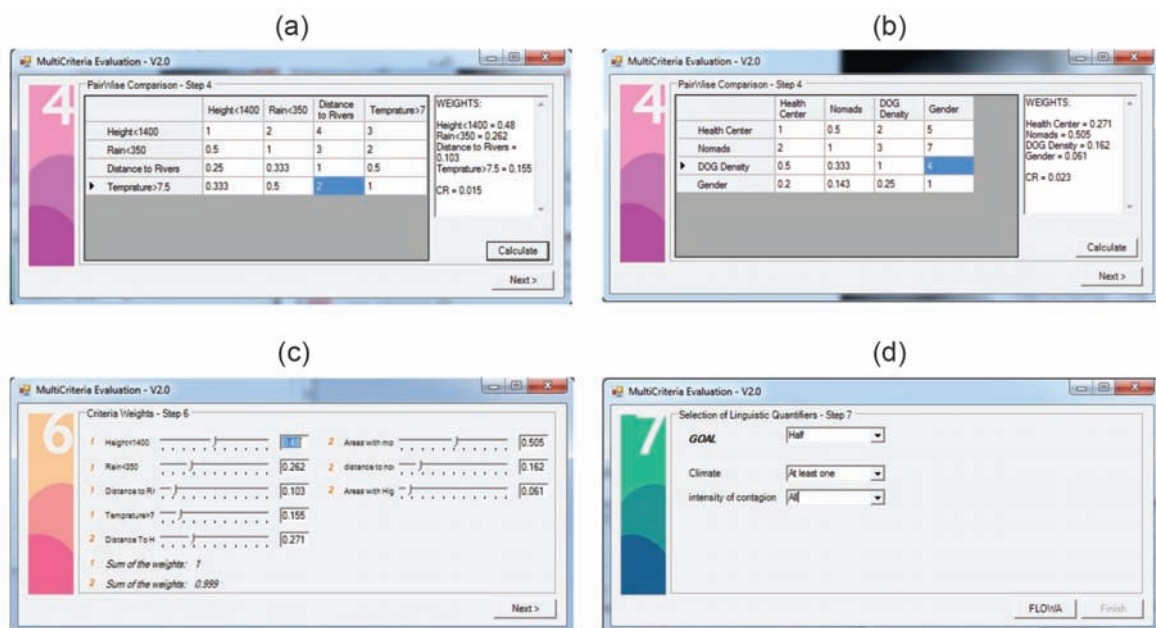 (a)
MultiCriteria Evaluation - V2.0
4
PairWise Comparison - Step 4
Height<1400 Rain<350 Distance to Rivers Temprature>7
Height<1400 1 2 4 3
Rain<350 0.5 1 3 2
Distance to Rivers 0.25 0.333 1 0.5
Temprature>7.5 0.333 0.5 2 1
WEIGHTS:
Height<1400 = 0.48
Rain<350 = 0.262
Distance to Rivers =
0.103
Temprature>7.5 = 0.155
CR = 0.015
Calculate
Next >
(b)
MultiCriteria Evaluation - V2.0
4
PairWise Comparison - Step 4
Health Center Nomads DOG Density Gender
Health Center 1 0.5 2 5
Nomads 2 1 3 7
DOG Density 0.5 0.333 1 4
Gender 0.2 0.143 0.25 1
WEIGHTS:
Health Center = 0.271
Nomads = 0.505
DOG Density = 0.162
Gender = 0.061
CR = 0.023
Calculate
Next >
(c)
MultiCriteria Evaluation - V2.0
6
Criteria Weights - Step 6
1 Height<1400 0.48 2 Areas with mo 0.505
1 Rain<350 0.262 2 distance to no 0.162
1 Distance to Ri 0.103 2 Areas with Hig 0.061
1 Temprature>7 0.155
2 Distance To H 0.271
1 Sum of the weights: 1
2 Sum of the weights: 0.999
Next >
(d)
MultiCriteria Evaluation - V2.0
7
Selection of Linguistic Quantifiers - Step 7
GOAL Half
Climate At least one
intensity of contagion All
FLOWA Finish